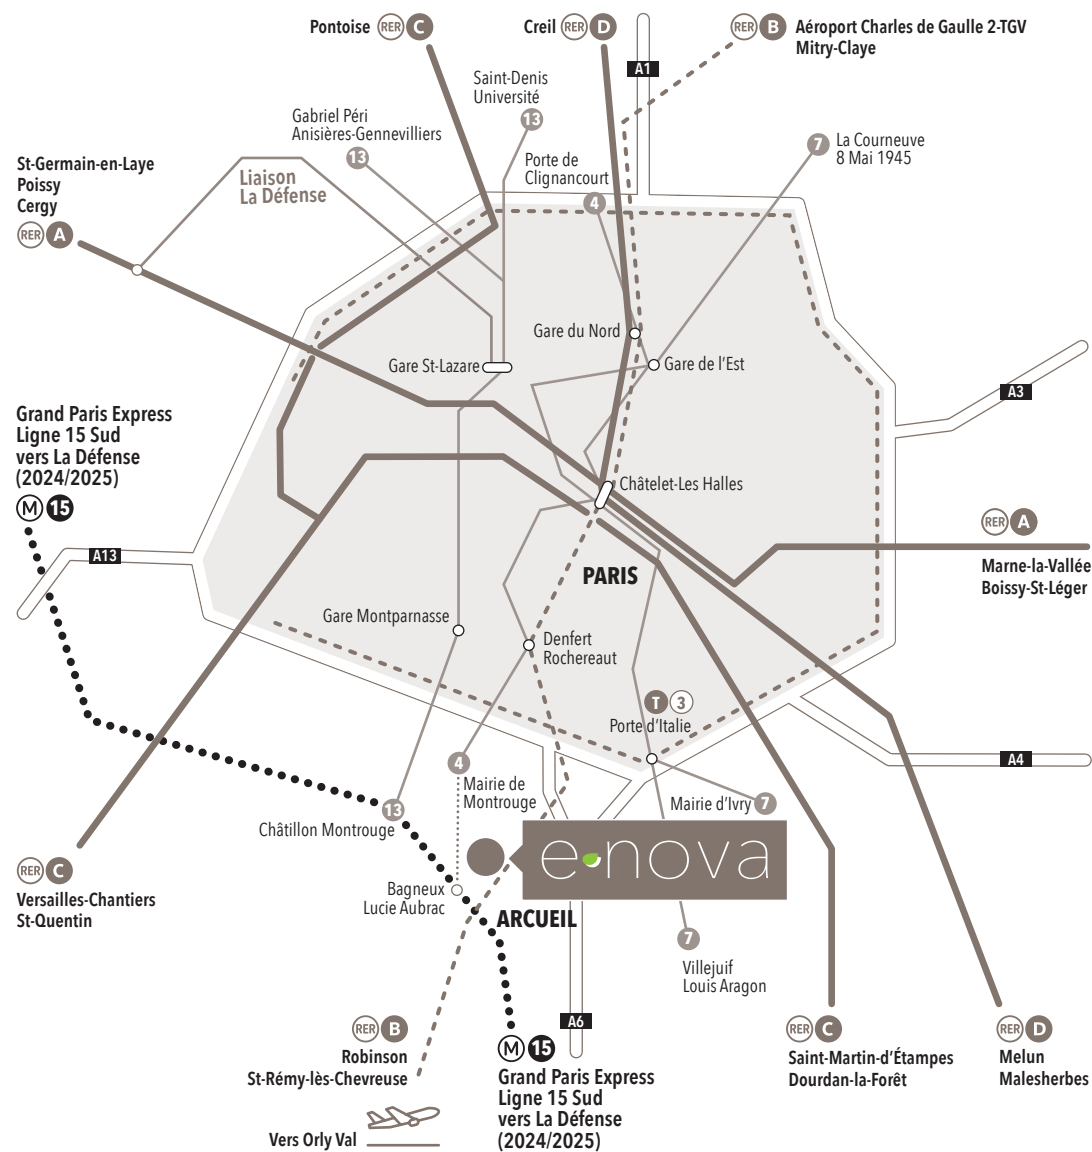 Pontoise RER C
Creil RER D
RER B Aéroport Charles de Gaulle 2-TGV
Mitry-Claye
A1
Saint-Denis
Université
13
Gabriel Péri
Anisières-Gennevilliers
13
La Courneuve
8 Mai 1945
7
Porte de
Clignancourt
4
St-Germain-en-Laye
Poissy
Cergy
RER A
Liaison
La Défense
Gare du Nord
Gare St-Lazare
Gare de l'Est
A3
Grand Paris Express
Ligne 15 Sud
vers La Défense
(2024/2025)
M 15
Châtelet-Les Halles
RER A
Marne-la-Vallée
Boissy-St-Léger
A13
PARIS
Gare Montparnasse
Denfert
Rochereaut
T 3
Porte d'Italie
A4
4
Mairie de
Montrouge
Mairie d'Ivry 7
13
Châtillon Montrouge
e-nova
RER C
Versailles-Chantiers
St-Quentin
Bagneux
Lucie Aubrac
ARCUEIL
7
Villejuif
Louis Aragon
A6
RER B
Robinson
St-Rémy-lès-Chevreuse
M 15
Grand Paris Express
Ligne 15 Sud
vers La Défense
(2024/2025)
RER C
Saint-Martin-d'Étampes
Dourdan-la-Forêt
RER D
Melun
Malesherbes
Vers Orly Val